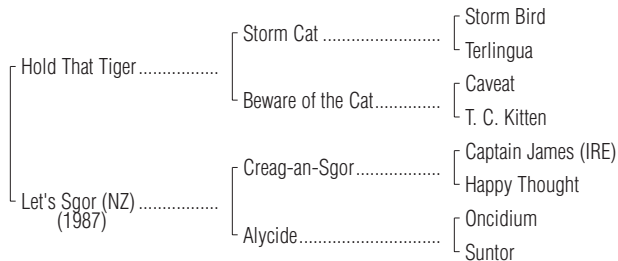 Storm Bird
Storm Cat ........................
Terlingua
Hold That Tiger.................
Caveat
Beware of the Cat..............
T. C. Kitten
Captain James (IRE)
Creag-an-Sgor..................
Happy Thought
Let's Sgor (NZ) .................
(1987)
Oncidium
Alycide.............................
Suntor